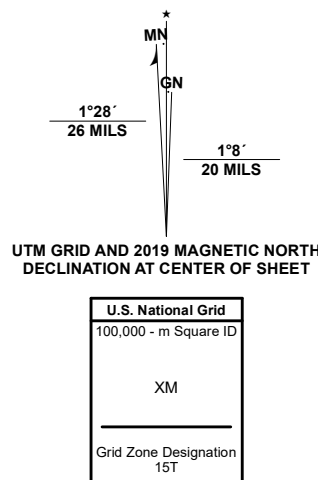 ★
MN
GN
1°28´
26 MILS
1°8´
20 MILS
UTM GRID AND 2019 MAGNETIC NORTH
DECLINATION AT CENTER OF SHEET
U.S. National Grid
100,000 - m Square ID
XM
Grid Zone Designation
15T